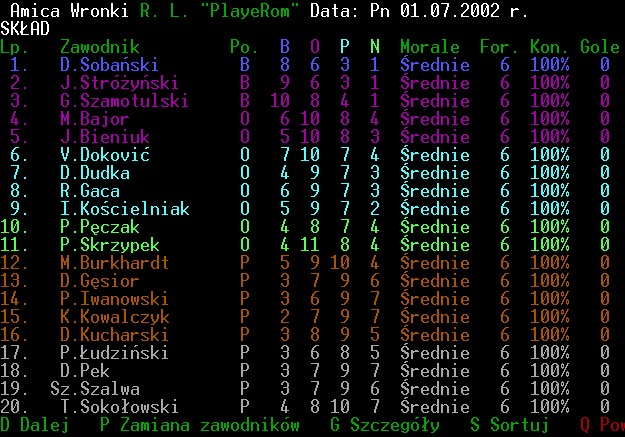 Amica Wronki R. L. "PlayeRom" Data: Pn 01.07.2002 r.
SKŁAD
Lp. Zawodnik Po. B O P N Morale For. Kon. Gole
1. D.Sobański B 8 6 3 1 Średnie 6 100% 0
2. J.Stróżyński B 9 6 3 1 Średnie 6 100% 0
3. G.Szamotulski B 10 8 4 1 Średnie 6 100% 0
4. M.Bajor O 6 10 8 4 Średnie 6 100% 0
5. J.Bieniuk O 5 10 8 3 Średnie 6 100% 0
6. V.Doković O 7 10 7 4 Średnie 6 100% 0
7. D.Dudka O 4 9 7 3 Średnie 6 100% 0
8. R.Gaca O 6 9 7 3 Średnie 6 100% 0
9. I.Kościelniak O 5 9 7 2 Średnie 6 100% 0
10. P.Pęczak O 4 8 7 4 Średnie 6 100% 0
11. P.Skrzypek O 4 11 8 4 Średnie 6 100% 0
12. M.Burkhardt P 5 9 10 4 Średnie 6 100% 0
13. D.Gęsior P 3 7 9 6 Średnie 6 100% 0
14. P.Iwanowski P 3 6 9 7 Średnie 6 100% 0
15. K.Kowalczyk P 2 7 9 7 Średnie 6 100% 0
16. D.Kucharski P 3 8 9 5 Średnie 6 100% 0
17. P.Łudziński P 3 6 8 5 Średnie 6 100% 0
18. D.Pek P 3 7 9 7 Średnie 6 100% 0
19. Sz.Szalwa P 3 7 9 6 Średnie 6 100% 0
20. T.Sokołowski P 4 8 10 7 Średnie 6 100% 0
D Dalej P Zamiana zawodników G Szczegóły S Sortuj Q Pow